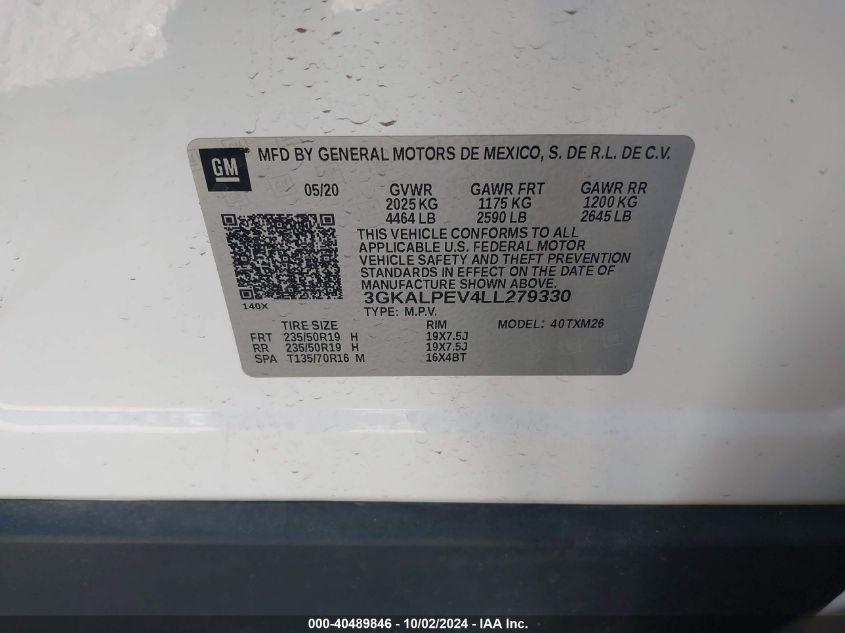 GM
MFD BY GENERAL MOTORS DE MEXICO, S. DE R.L. DE C.V.
05/20 GVWR GAWR FRT GAWR RR
2025 KG 1175 KG 1200 KG
4464 LB 2590 LB 2645 LB
THIS VEHICLE CONFORMS TO ALL
APPLICABLE U.S. FEDERAL MOTOR
VEHICLE SAFETY AND THEFT PREVENTION
STANDARDS IN EFFECT ON THE DATE OF
MANUFACTURE SHOWN ABOVE.
140X
3GKALPEV4LL279330
TYPE: M.P.V.
TIRE SIZE RIM MODEL: 40TXM26
FRT 235/50R19 H 19X7.5J
RR 235/50R19 H 19X7.5J
SPA T135/70R16 M 16X4BT
000-40489846 - 10/02/2024 - IAA Inc.